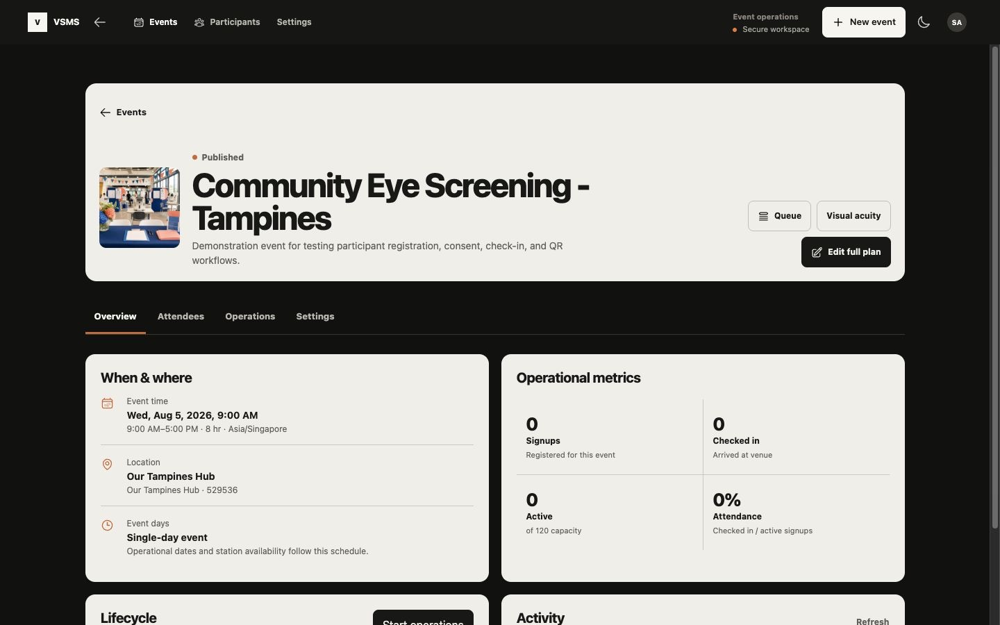 V VSMS Events Participants Settings
Event operations
Secure workspace
New event
SA
Events
Published
Community Eye Screening -
Tampines
Demonstration event for testing participant registration, consent, check-in, and QR
workflows.
Queue
Visual acuity
Edit full plan
Overview Attendees Operations Settings
When & where
Event time
Wed, Aug 5, 2026, 9:00 AM
9:00 AM–5:00 PM · 8 hr · Asia/Singapore
Location
Our Tampines Hub
Our Tampines Hub · 529536
Event days
Single-day event
Operational dates and station availability follow this schedule.
Operational metrics
0
Signups
Registered for this event
0
Checked in
Arrived at venue
0
Active
of 120 capacity
0%
Attendance
Checked in / active signups
Lifecycle
Start operations
Activity
Refresh